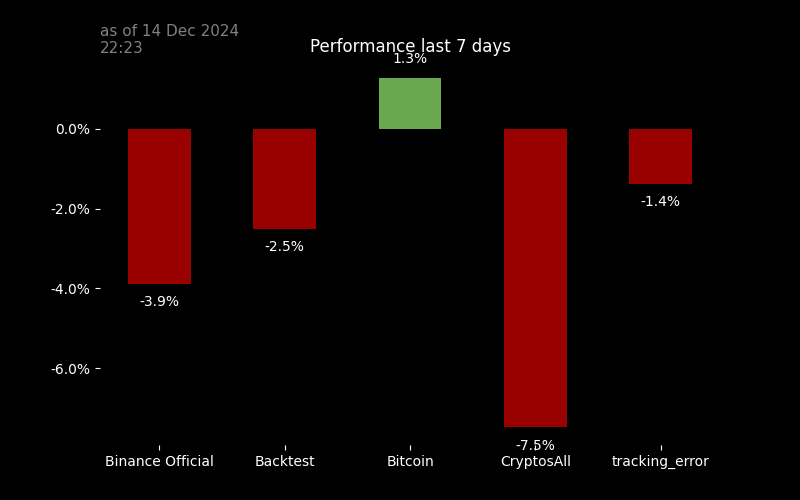 as of 14 Dec 2024
22:23
Performance last 7 days
1.3%
0.0%
-2.0%
-4.0%
-6.0%
-3.9%
-2.5%
-7.5%
-1.4%
Binance Official
Backtest
Bitcoin
CryptosAll
tracking_error